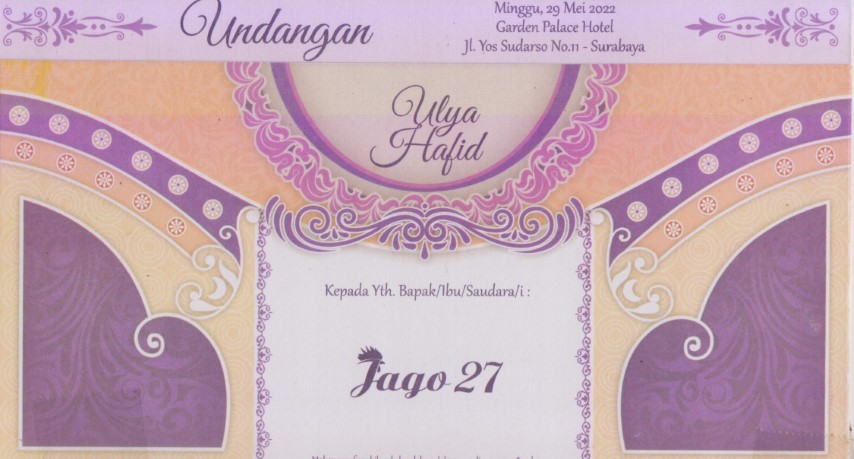 Undangan
Minggu, 29 Mei 2022
Garden Palace Hotel
Jl. Yos Sudarso No.11 - Surabaya
Ulya
Hafid
Kepada Yth. Bapak/Ibu/Saudara/i :
Jago 27